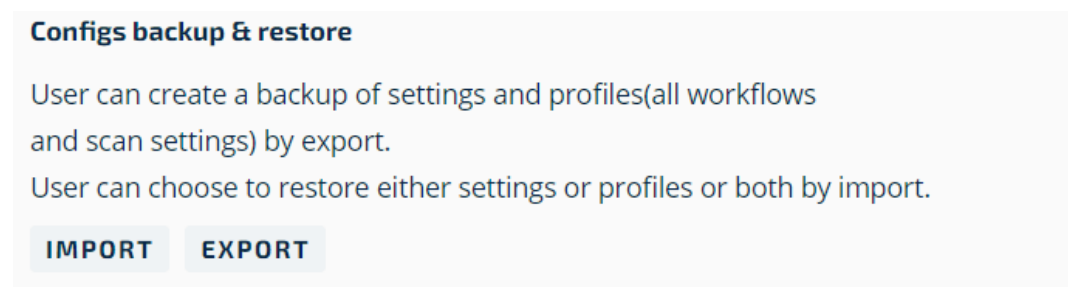 Configs backup & restore
User can create a backup of settings and profiles(all workflows
and scan settings) by export.
User can choose to restore either settings or profiles or both by import.
IMPORT EXPORT